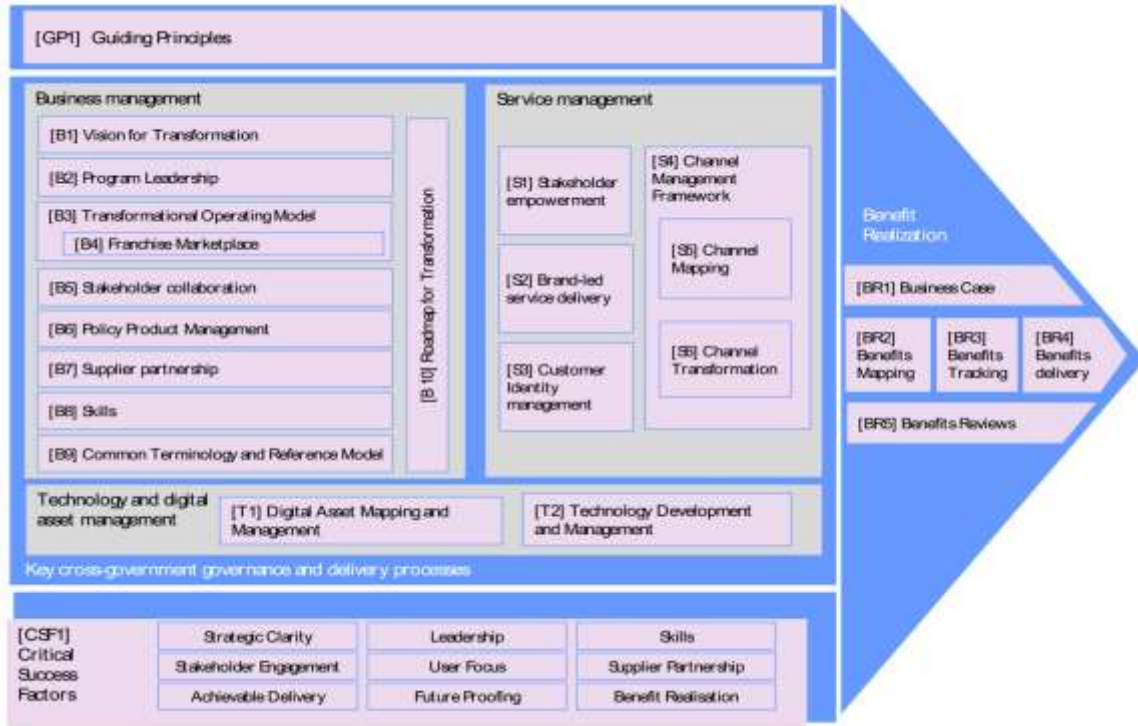 [GP1] Guiding Principles
Business management
[B1] Vision for Transformation
[B2] Program Leadership
[B3] Transformational Operating Model
[B4] Franchise Marketplace
[B5] Stakeholder collaboration
[B6] Policy Product Management
[B7] Supplier partnership
[B8] Skills
[B9] Common Terminology and Reference Model
[B 10] Roadmap for Transformation
Service management
[S1] Stakeholder
empowerment
[S2] Brand-led
service delivery
[S3] Customer
Identity
management
[S4] Channel
Management
Framework
[S5] Channel
Mapping
[S6] Channel
Transformation
Technology and digital
asset management
[T1] Digital Asset Mapping and
Management
[T2] Technology Development
and Management
Key cross-government governance and delivery processes
Benefit
Realization
[BR1] Business Case
[BR2]
Benefits
Mapping
[BR3]
Benefits
Tracking
[BR4]
Benefits
delivery
[BR5] Benefits Reviews
[CSF1]
Critical
Success
Factors
Strategic Clarity
Leadership
Skills
Stakeholder Engagement
User Focus
Supplier Partnership
Achievable Delivery
Future Proofing
Benefit Realisation